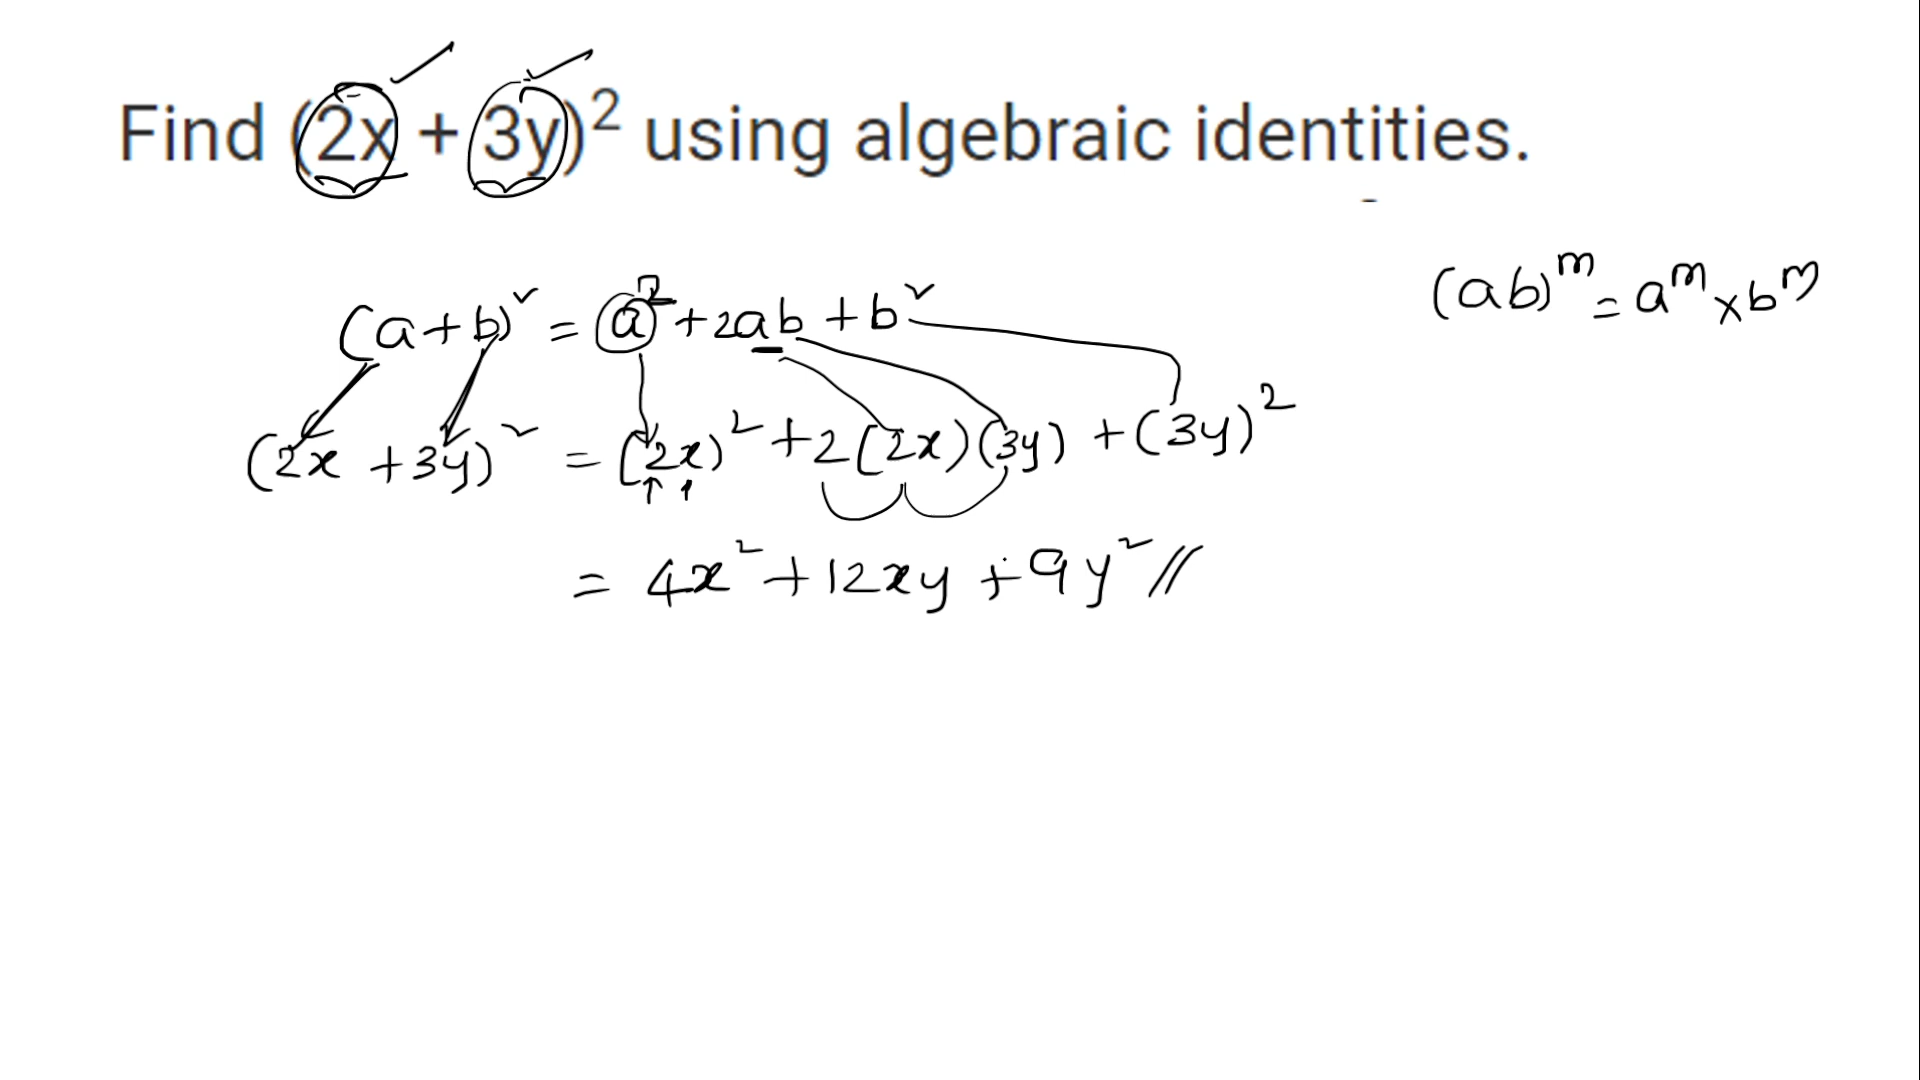 Find (2x + 3y)² using algebraic identities.
(ab)ᵐ = aᵐ × bᵐ
(a+b)² = a² + 2ab + b²
(2x + 3y)² = (2x)² + 2(2x)(3y) + (3y)²
= 4x² + 12xy + 9y² //